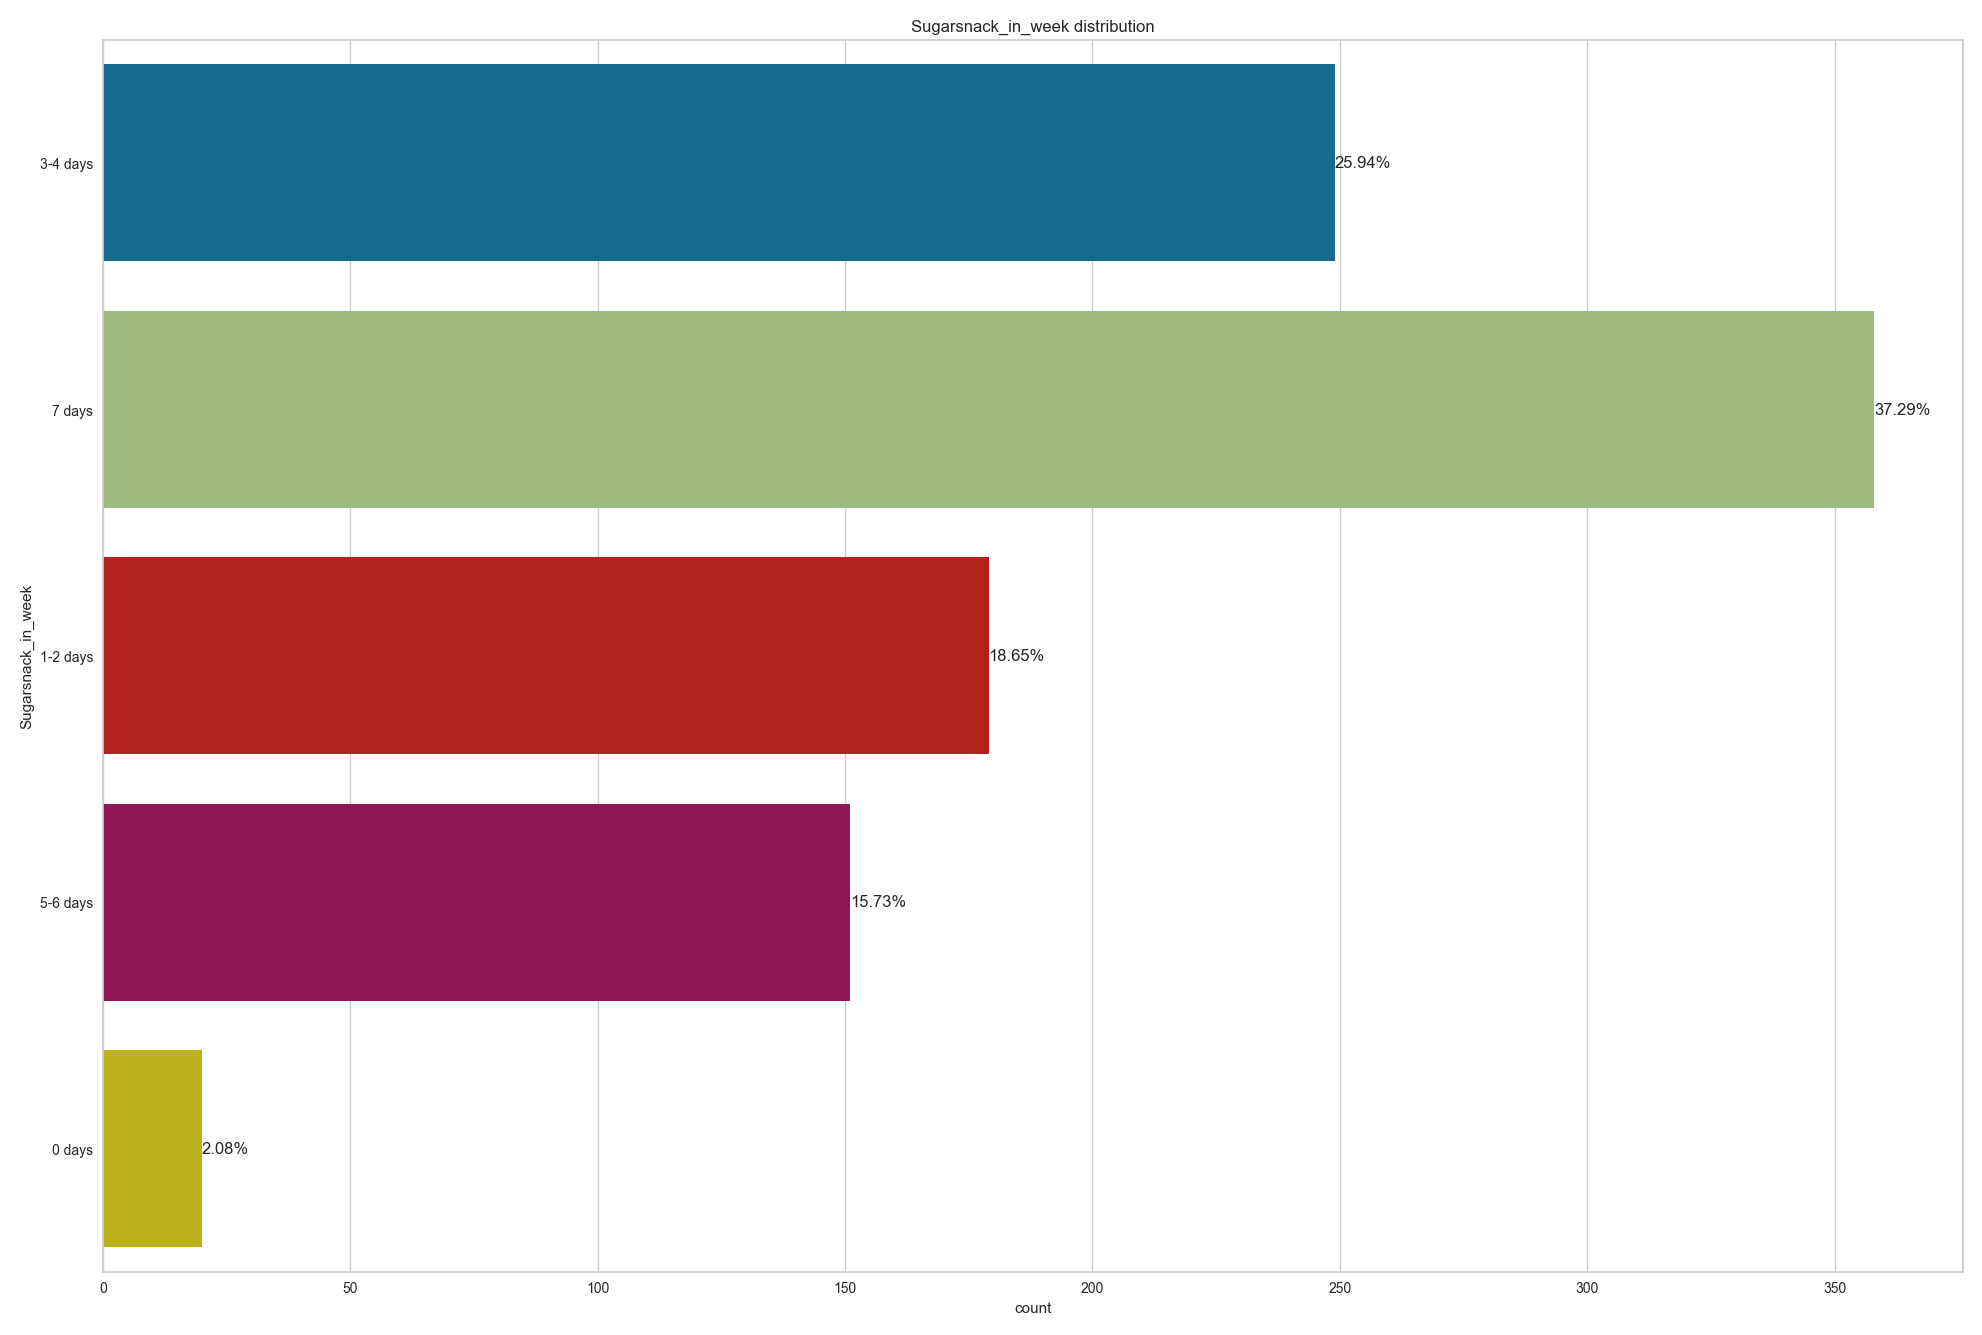 Sugarsnack_in_week distribution
3-4 days
25.94%
7 days
37.29%
1-2 days
18.65%
Sugarsnack_in_week
5-6 days
15.73%
0 days
2.08%
0 50 100 150 200 250 300 350
count